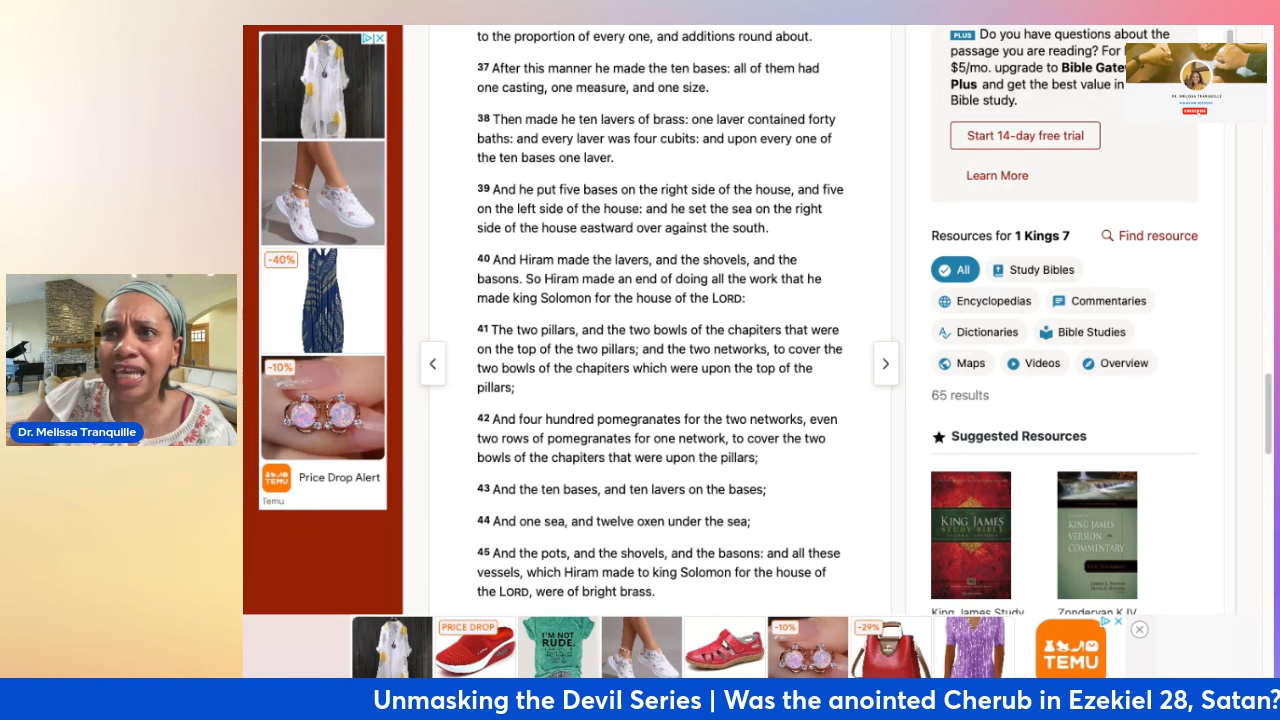 to the proportion of every one, and additions round about.
37 After this manner he made the ten bases: all of them had
one casting, one measure, and one size.
38 Then made he ten lavers of brass: one laver contained forty
baths: and every laver was four cubits: and upon every one of
the ten bases one laver.
39 And he put five bases on the right side of the house, and five
on the left side of the house: and he set the sea on the right
side of the house eastward over against the south.
40 And Hiram made the lavers, and the shovels, and the
basons. So Hiram made an end of doing all the work that he
made king Solomon for the house of the LORD:
41 The two pillars, and the two bowls of the chapiters that were
on the top of the two pillars; and the two networks, to cover the
two bowls of the chapiters which were upon the top of the
pillars;
42 And four hundred pomegranates for the two networks, even
two rows of pomegranates for one network, to cover the two
bowls of the chapiters that were upon the pillars;
43 And the ten bases, and ten lavers on the bases;
44 And one sea, and twelve oxen under the sea;
45 And the pots, and the shovels, and the basons: and all these
vessels, which Hiram made to king Solomon for the house of
the LORD, were of bright brass.
-40%
-10%
TEMU
Price Drop Alert
Temu
Dr. Melissa Tranquille
PLUS Do you have questions about the
passage you are reading? For
$5/mo. upgrade to Bible Gate
Plus and get the best value in
Bible study.
Start 14-day free trial
Learn More
DR. MELISSA TRANQUILLE
Resources for 1 Kings 7
Find resource
All
Study Bibles
Encyclopedias
Commentaries
Dictionaries
Bible Studies
Maps
Videos
Overview
65 results
Suggested Resources
KING JAMES
STUDY BIBLE
KING JAMES
VERSION
COMMENTARY
King James Study
Zondervan KJV
PRICE DROP
I'M NOT
RUDE.
-10%
-29%
TEMU
Unmasking the Devil Series | Was the anointed Cherub in Ezekiel 28, Satan?